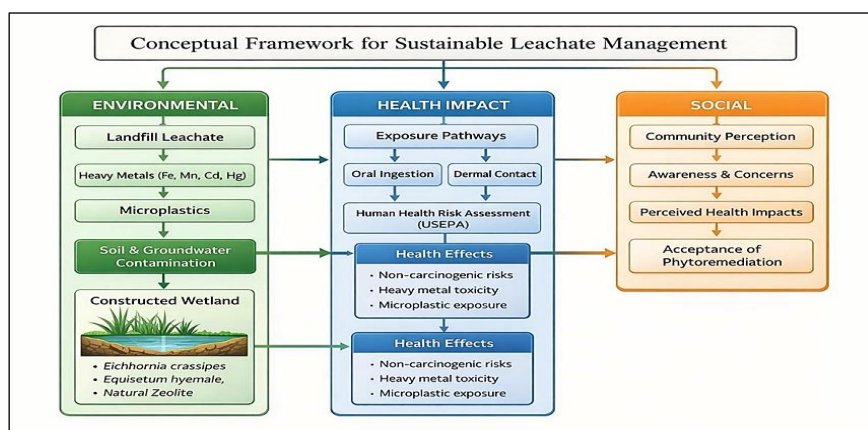 Conceptual Framework for Sustainable Leachate Management
ENVIRONMENTAL
Landfill Leachate
Heavy Metals (Fe, Mn, Cd, Hg)
Microplastics
Soil & Groundwater
Contamination
Constructed Wetland
• Eichhornia crassipes
• Equisetum hyemale,
• Natural Zeolite
HEALTH IMPACT
Exposure Pathways
Oral Ingestion
Dermal Contact
Human Health Risk Assessment
(USEPA)
Health Effects
• Non-carcinogenic risks
• Heavy metal toxicity
• Microplastic exposure
Health Effects
• Non-carcinogenic risks
• Heavy metal toxicity
• Microplastic exposure
SOCIAL
Community Perception
Awareness & Concerns
Perceived Health Impacts
Acceptance of
Phytoremediation